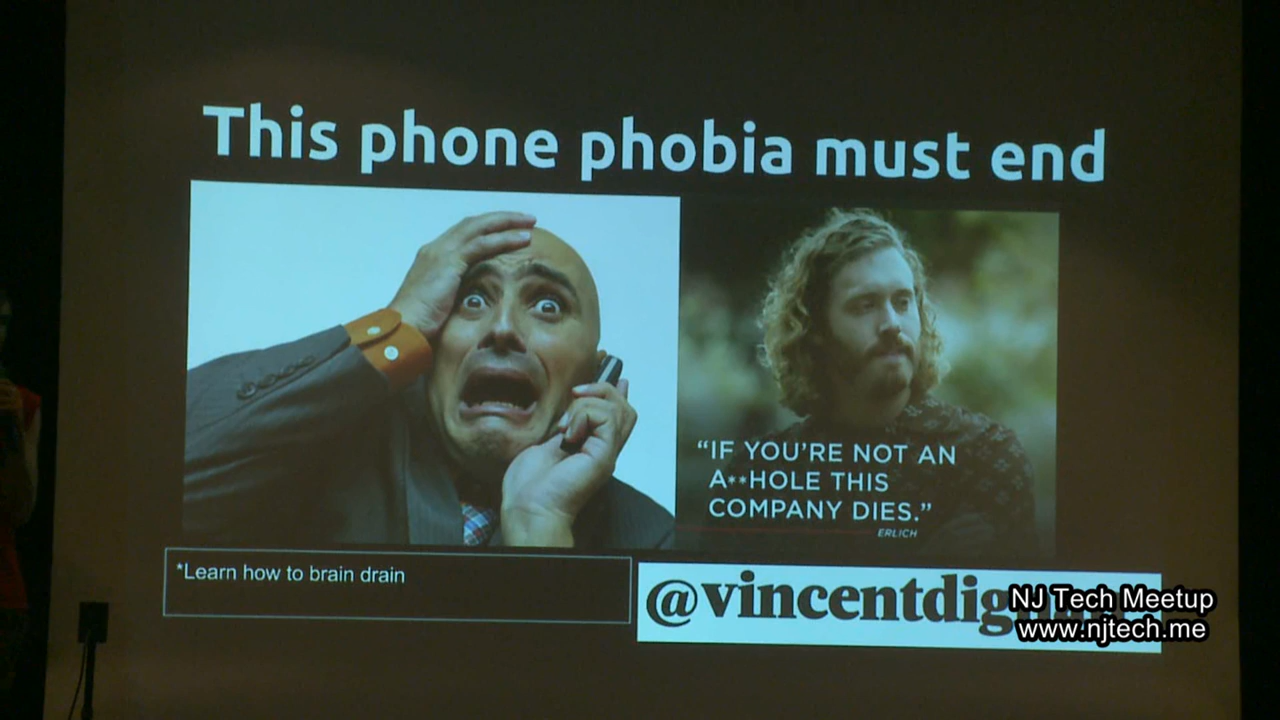 This phone phobia must end
“IF YOU’RE NOT AN
A**HOLE THIS
COMPANY DIES.”
ERLICH
*Learn how to brain drain
NJ Tech Meetup
www.njtech.me